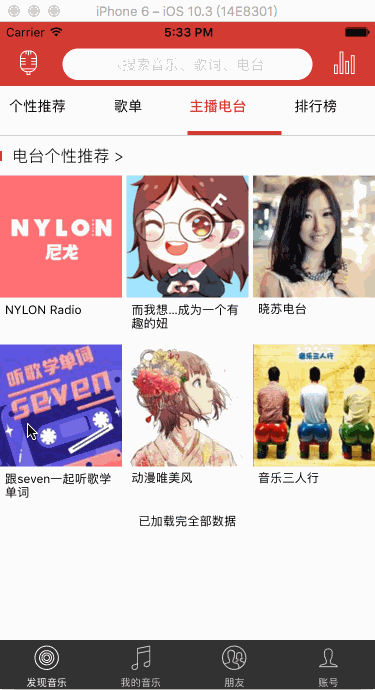 iPhone 6 – iOS 10.3 (14E8301)
Carrier
5:33 PM
搜索音乐、歌词、电台
个性推荐
歌单
主播电台
排行榜
电台个性推荐 >
NYLON
尼龙
F
音乐三人行
NYLON Radio
而我想...成为一个有
趣的妞
晓苏电台
听歌学单词
seven
跟seven一起听歌学
单词
动漫唯美风
音乐三人行
已加载完全部数据
发现音乐
我的音乐
朋友
账号